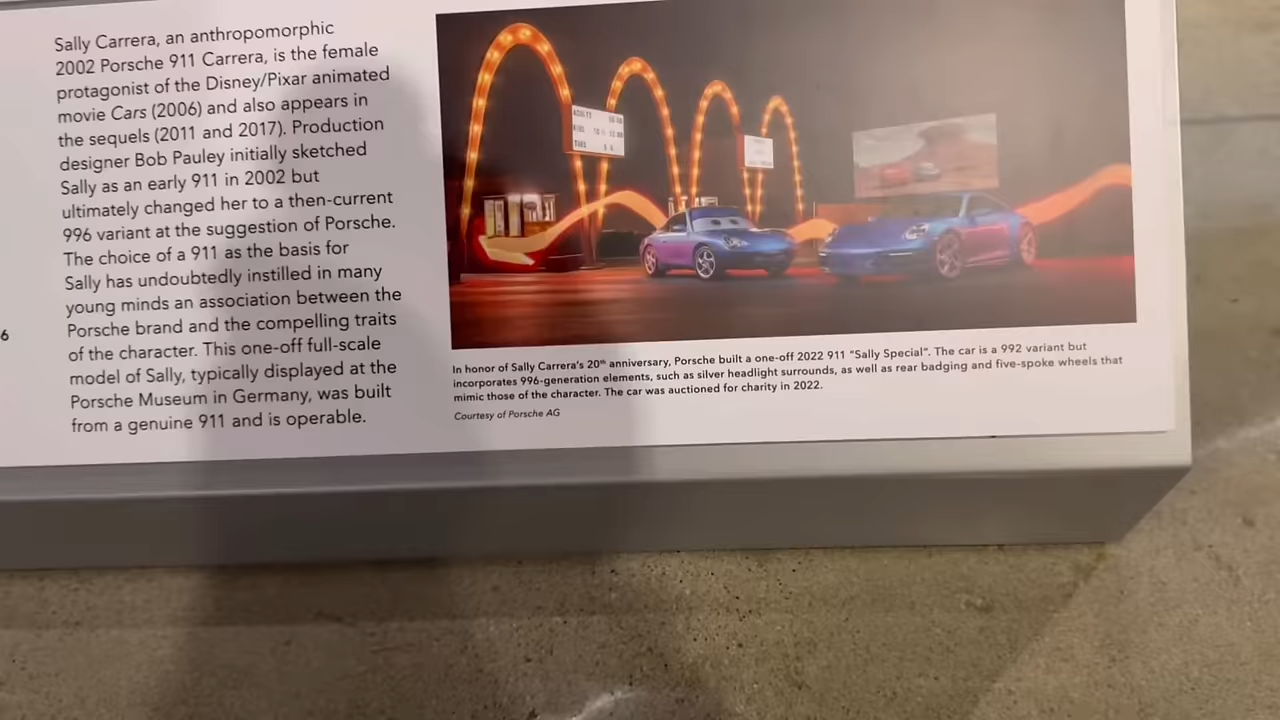 Sally Carrera, an anthropomorphic
2002 Porsche 911 Carrera, is the female
protagonist of the Disney/Pixar animated
movie Cars (2006) and also appears in
the sequels (2011 and 2017). Production
designer Bob Pauley initially sketched
Sally as an early 911 in 2002 but
ultimately changed her to a then-current
996 variant at the suggestion of Porsche.
The choice of a 911 as the basis for
Sally has undoubtedly instilled in many
young minds an association between the
Porsche brand and the compelling traits
of the character. This one-off full-scale
model of Sally, typically displayed at the
Porsche Museum in Germany, was built
from a genuine 911 and is operable.
6
In honor of Sally Carrera's 20th anniversary, Porsche built a one-off 2022 911 "Sally Special". The car is a 992 variant but
incorporates 996-generation elements, such as silver headlight surrounds, as well as rear badging and five-spoke wheels that
mimic those of the character. The car was auctioned for charity in 2022.
Courtesy of Porsche AG